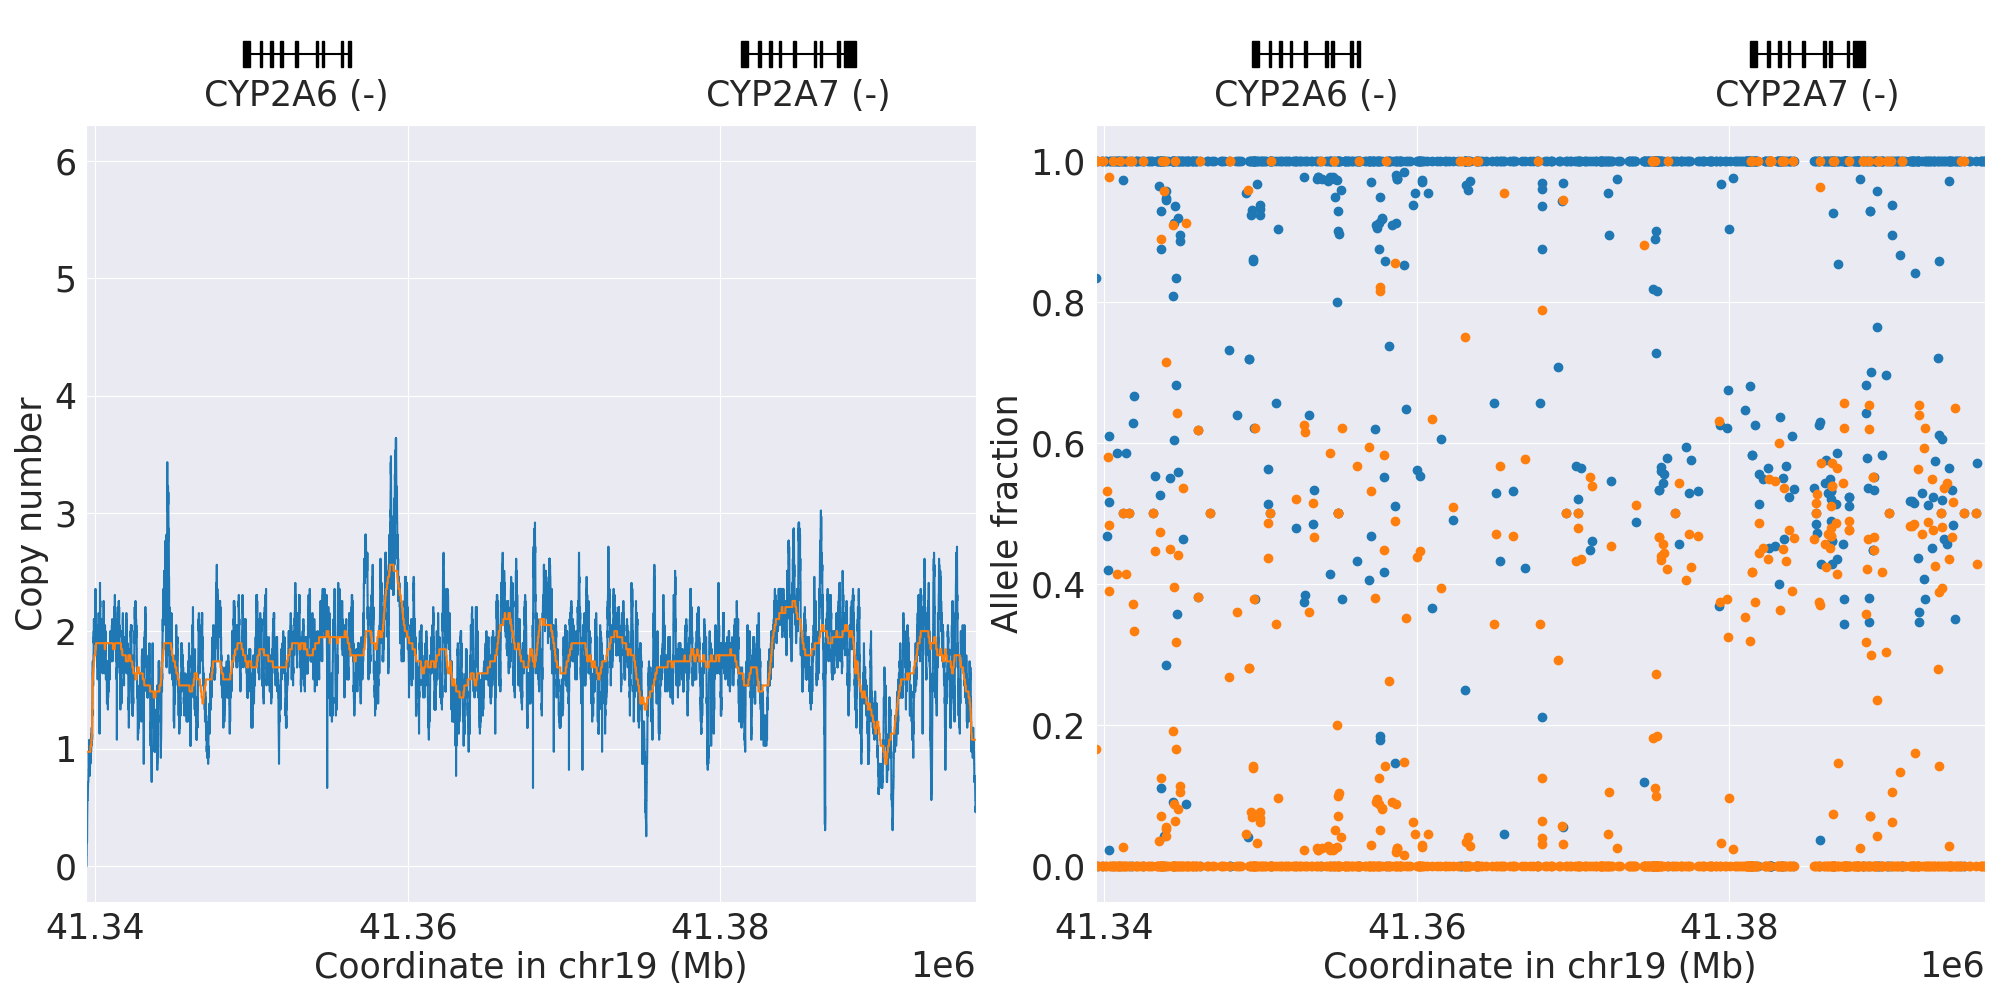 CYP2A6 (-) CYP2A7 (-) CYP2A6 (-) CYP2A7 (-)
Copy number
6
5
4
3
2
1
0
41.34 41.36 41.38
Coordinate in chr19 (Mb) 1e6
Allele fraction
1.0
0.8
0.6
0.4
0.2
0.0
41.34 41.36 41.38
Coordinate in chr19 (Mb) 1e6